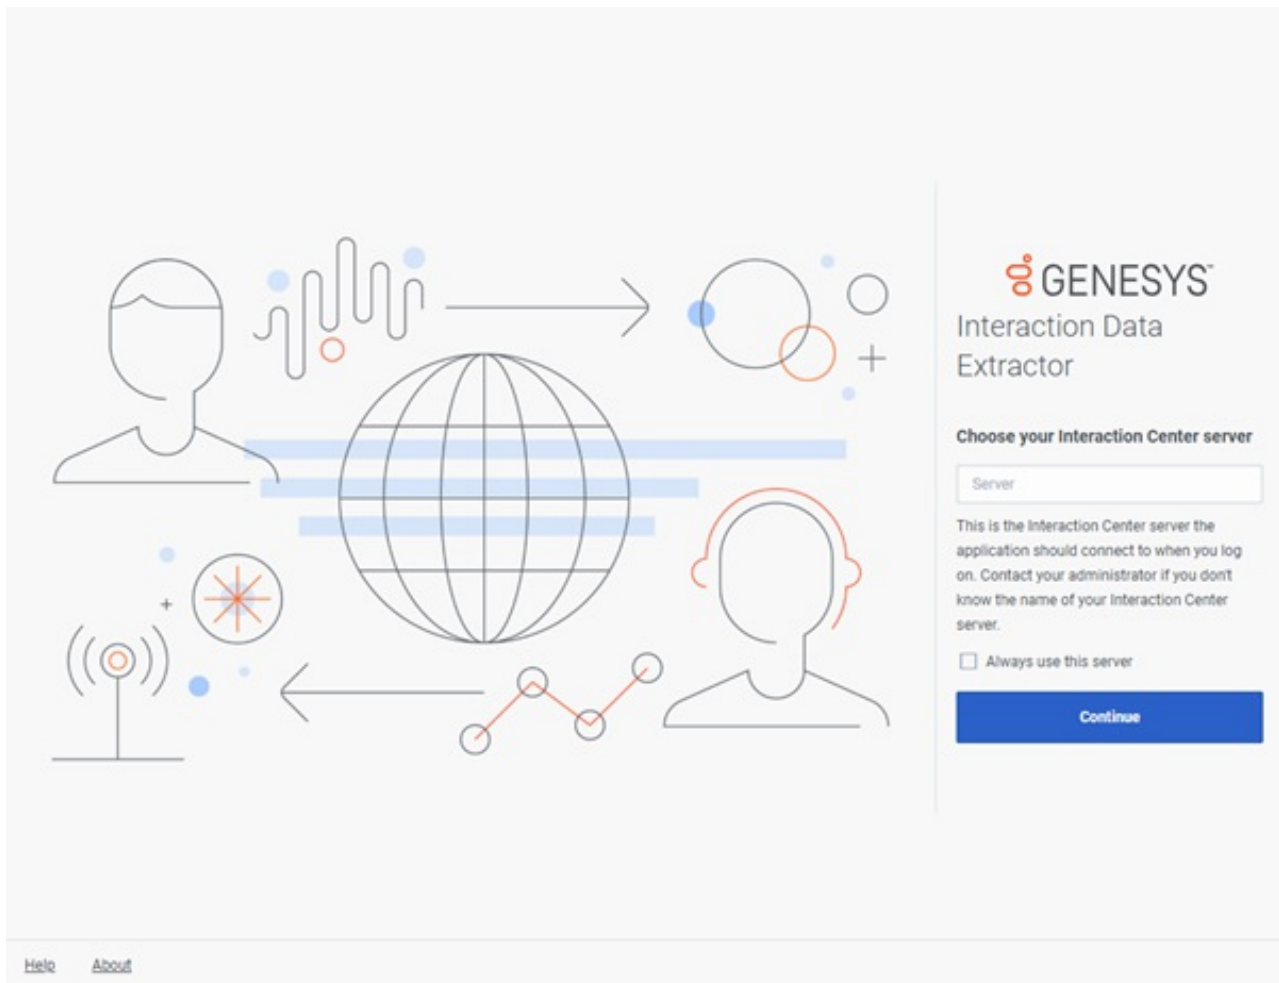 GENESYS™
Interaction Data
Extractor
Choose your Interaction Center server
Server
This is the Interaction Center server the
application should connect to when you log
on. Contact your administrator if you don't
know the name of your Interaction Center
server.
Always use this server
Continue
Help About